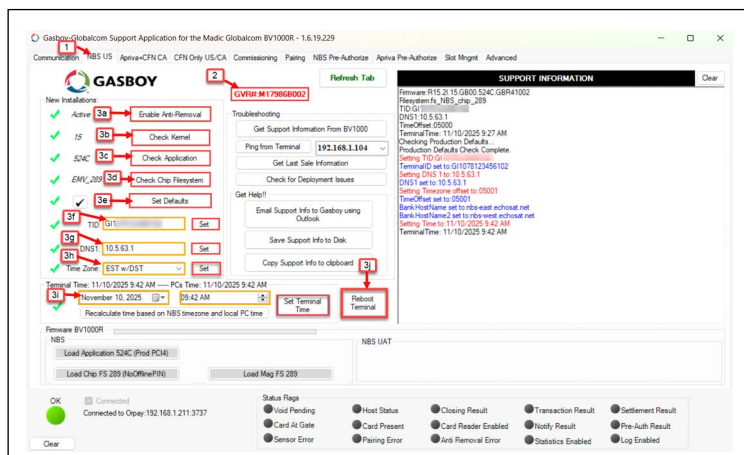 Gasboy-Globalcom Support Application for the Madic Globalcom BV1000R - 1.6.19.229
1
Communication NBS US Apriva+CFN CA CFN Only US/CA Commissioning Pairing NBS Pre-Authorize Apriva Pre-Authorize Slot Mngmt Advanced
GASBOY
2
GVR#:M17986B002
Refresh Tab
SUPPORT INFORMATION
Clear
New Installations:
Active
3a
Enable Anti-Removal
15
3b
Check Kernel
524C
3c
Check Application
EMV_289
3d
Check Chip Filesystem
3e
Set Defaults
3f
TID: GI1
Set
3g
DNS1: 10.5.63.1
Set
3h
Time Zone: EST w/DST
Set
Troubleshooting
Get Support Information From BV1000
Ping from Terminal
192.168.1.104
Get Last Sale Information
Check for Deployment Issues
Get Help!!
Email Support Info to Gasboy using Outlook
Save Support Info to Disk
Copy Support Info to clipboard
3j
Firmware:R15.2I.15.GB00 524C.GBR41002
Filesystem:fs_NBS_chip_289
TID:GI
DNS1:10.5.63.1
TimeOffset:05000
TerminalTime: 11/10/2025 9:27 AM
Checking Production Defaults...
Production Defaults Check Complete.
Setting TID:GI
TerminalID set to:GI1078123456102
Setting DNS 1 to:10.5.63.1
DNS1 set to:10.5.63.1
Setting Timezone offset to:05001
TimeOffset set to:05001
BankHostName set to:nbs-east.echosat.net
BankHostName2 set to:nbs-west.echosat.net
Setting Time to:11/10/2025 9:42 AM
TerminalTime: 11/10/2025 9:42 AM
Terminal Time: 11/10/2025 9:42 AM ---- PCs Time: 11/10/2025 9:42 AM
3i
November 10, 2025
09:42 AM
Set Terminal Time
Reboot Terminal
Recalculate time based on NBS timezone and local PC time
Firmware BV1000R
NBS
NBS UAT
Load Application 524C (Prod PCI4)
Load Chip FS 289 (NoOfflinePIN)
Load Mag FS 289
OK
Connected
Connected to Orpay:192.168.1.211:3737
Clear
Status Flags
Void Pending Host Status Closing Result Transaction Result Settlement Result
Card At Gate Card Present Card Reader Enabled Notify Result Pre-Auth Result
Sensor Error Pairing Error Anti Removal Error Statistics Enabled Log Enabled